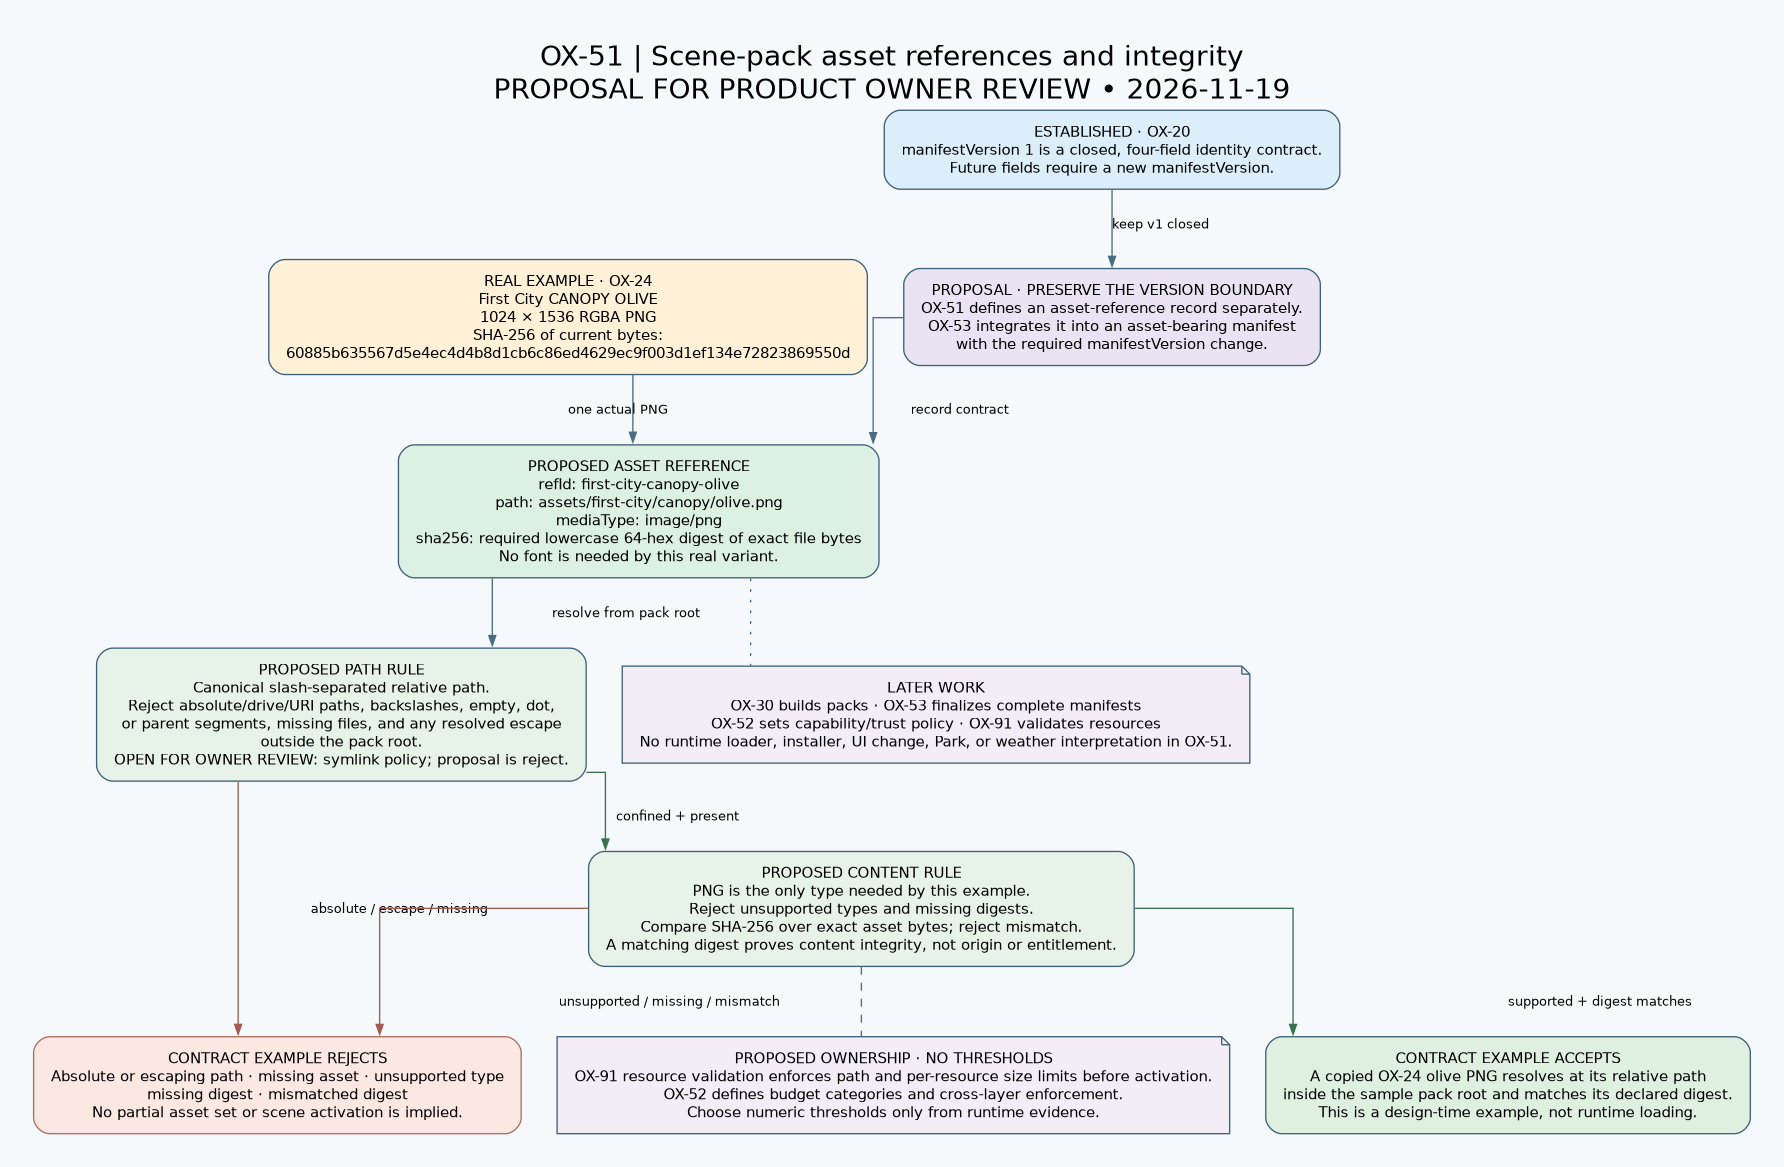 OX-51 | Scene-pack asset references and integrity
PROPOSAL FOR PRODUCT OWNER REVIEW • 2026-11-19
ESTABLISHED · OX-20
manifestVersion 1 is a closed, four-field identity contract.
Future fields require a new manifestVersion.
keep v1 closed
REAL EXAMPLE · OX-24
First City CANOPY OLIVE
1024 × 1536 RGBA PNG
SHA-256 of current bytes:
60885b635567d5e4ec4d4b8d1cb6c86ed4629ec9f003d1ef134e72823869550d
PROPOSAL · PRESERVE THE VERSION BOUNDARY
OX-51 defines an asset-reference record separately.
OX-53 integrates it into an asset-bearing manifest
with the required manifestVersion change.
one actual PNG
record contract
PROPOSED ASSET REFERENCE
refId: first-city-canopy-olive
path: assets/first-city/canopy/olive.png
mediaType: image/png
sha256: required lowercase 64-hex digest of exact file bytes
No font is needed by this real variant.
resolve from pack root
PROPOSED PATH RULE
Canonical slash-separated relative path.
Reject absolute/drive/URI paths, backslashes, empty, dot,
or parent segments, missing files, and any resolved escape
outside the pack root.
OPEN FOR OWNER REVIEW: symlink policy; proposal is reject.
LATER WORK
OX-30 builds packs · OX-53 finalizes complete manifests
OX-52 sets capability/trust policy · OX-91 validates resources
No runtime loader, installer, UI change, Park, or weather interpretation in OX-51.
confined + present
PROPOSED CONTENT RULE
PNG is the only type needed by this example.
Reject unsupported types and missing digests.
Compare SHA-256 over exact asset bytes; reject mismatch.
A matching digest proves content integrity, not origin or entitlement.
absolute / escape / missing
unsupported / missing / mismatch
supported + digest matches
CONTRACT EXAMPLE REJECTS
Absolute or escaping path · missing asset · unsupported type
missing digest · mismatched digest
No partial asset set or scene activation is implied.
PROPOSED OWNERSHIP · NO THRESHOLDS
OX-91 resource validation enforces path and per-resource size limits before activation.
OX-52 defines budget categories and cross-layer enforcement.
Choose numeric thresholds only from runtime evidence.
CONTRACT EXAMPLE ACCEPTS
A copied OX-24 olive PNG resolves at its relative path
inside the sample pack root and matches its declared digest.
This is a design-time example, not runtime loading.